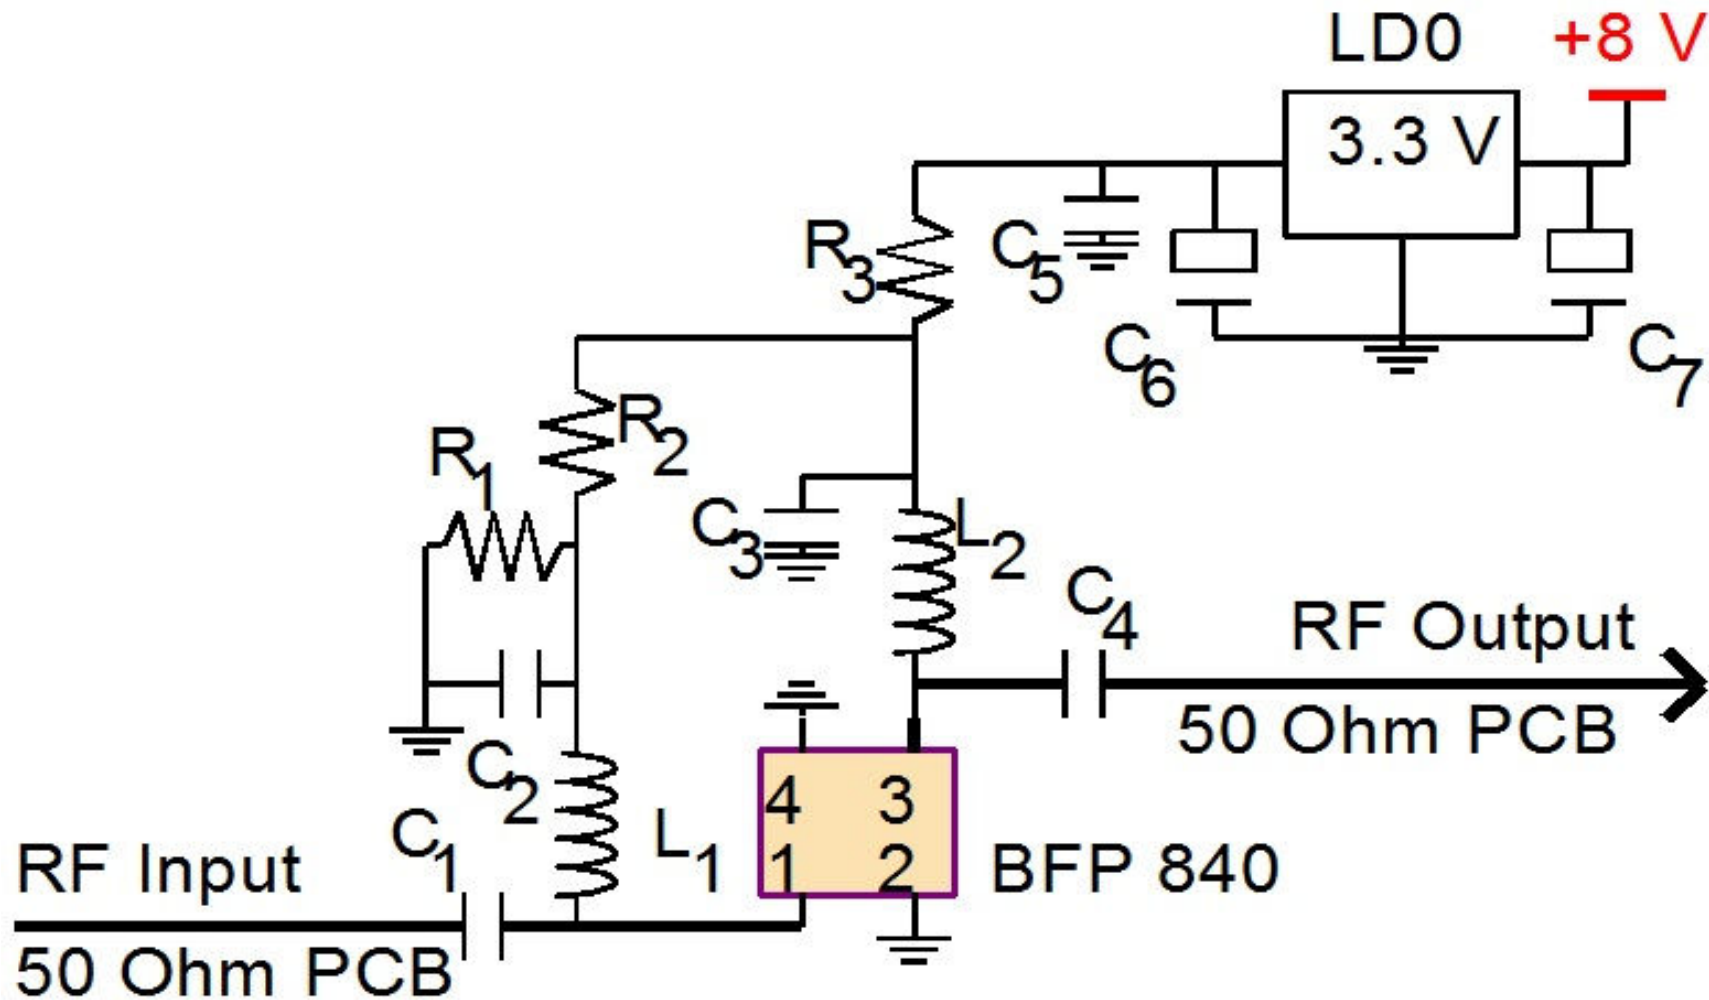 LD0
+8 V
3.3 V
R3
C5
C6
C7
R2
R1
C3
L2
C4
RF Output
50 Ohm PCB
C2
4 3
1 2
BFP 840
L1
C1
RF Input
50 Ohm PCB